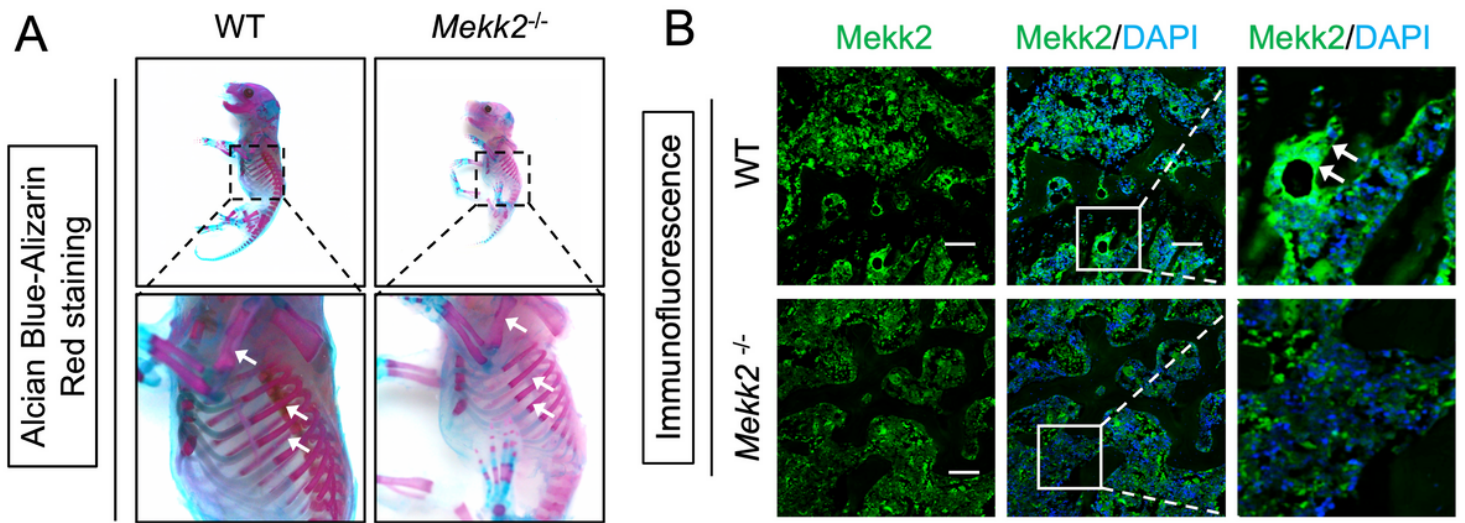 A
WT
Mekk2-/-
Alcian Blue-Alizarin
Red staining
B
Mekk2
Mekk2/DAPI
Mekk2/DAPI
Immunofluorescence
WT
Mekk2 -/-